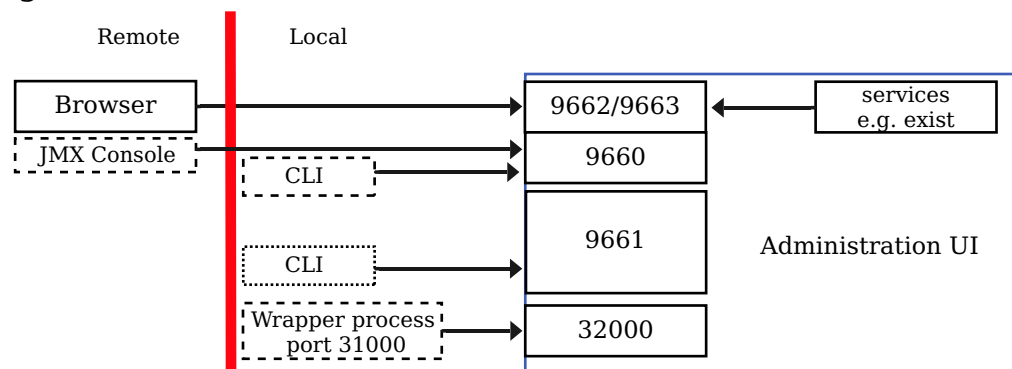 Remote
Local
Browser
9662/9663
services
e.g. exist
JMX Console
9660
CLI
9661
Administration UI
CLI
Wrapper process
port 31000
32000